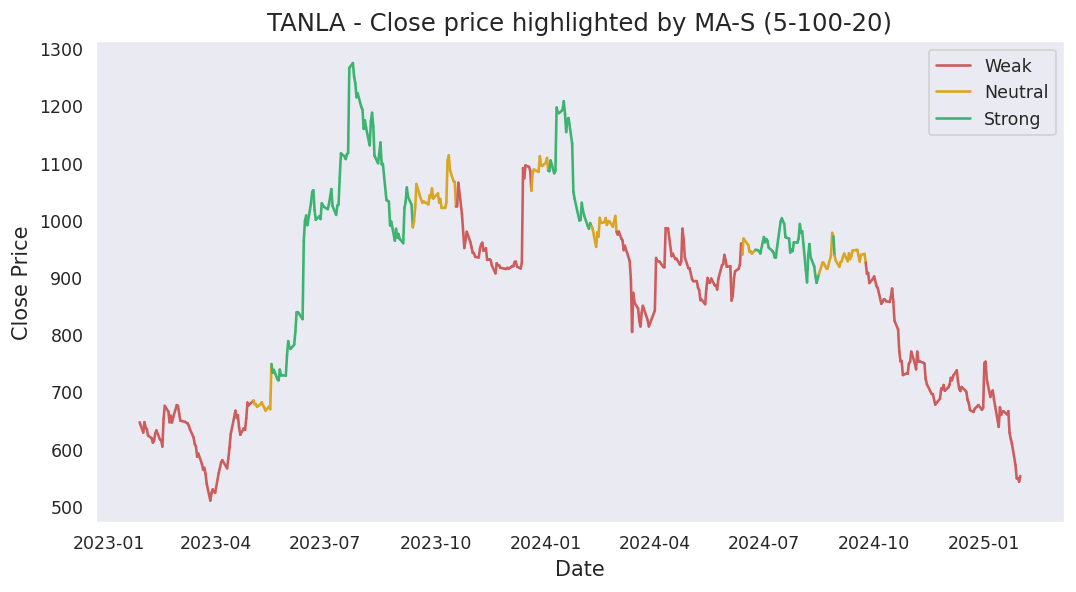 TANLA - Close price highlighted by MA-S (5-100-20)
1300
1200
1100
1000
900
800
700
600
500
Close Price
Weak
Neutral
Strong
2023-01 2023-04 2023-07 2023-10 2024-01 2024-04 2024-07 2024-10 2025-01
Date